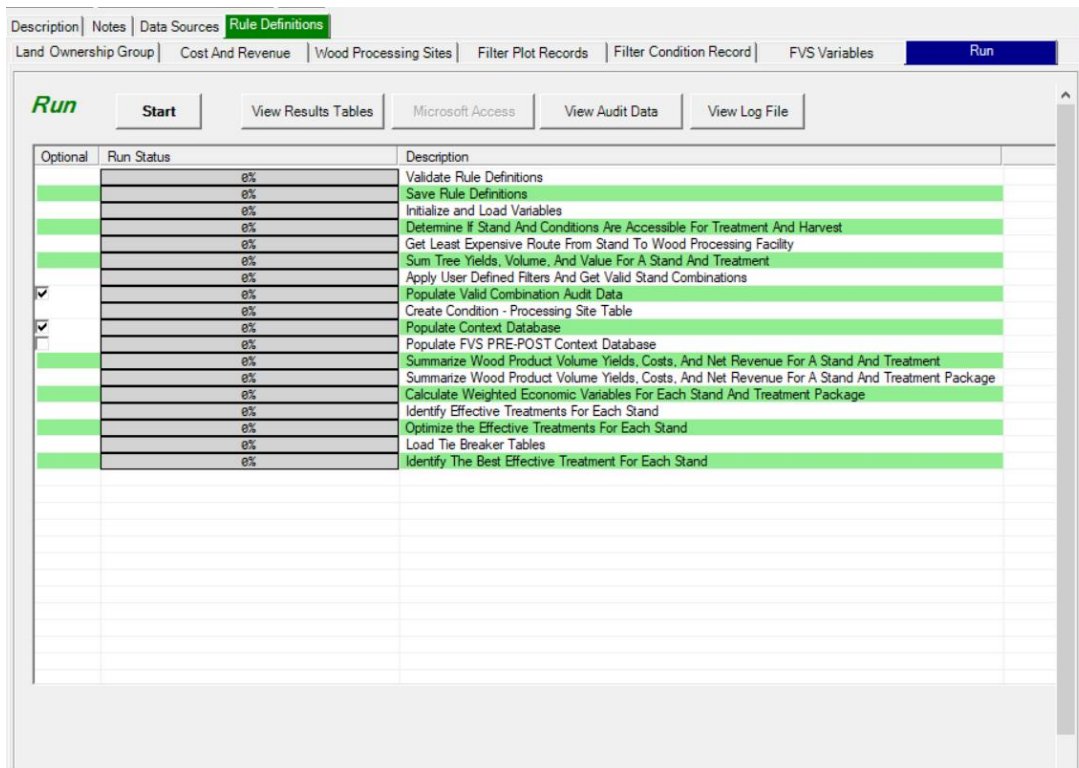 Description Notes Data Sources Rule Definitions
Land Ownership Group Cost And Revenue Wood Processing Sites Filter Plot Records Filter Condition Record FVS Variables Run
Run Start View Results Tables Microsoft Access View Audit Data View Log File
Optional Run Status Description
0% Validate Rule Definitions
0% Save Rule Definitions
0% Initialize and Load Variables
0% Determine If Stand And Conditions Are Accessible For Treatment And Harvest
0% Get Least Expensive Route From Stand To Wood Processing Facility
0% Sum Tree Yields, Volume, And Value For A Stand And Treatment
0% Apply User Defined Filters And Get Valid Stand Combinations
0% Populate Valid Combination Audit Data
0% Create Condition - Processing Site Table
0% Populate Context Database
0% Populate FVS PRE-POST Context Database
0% Summarize Wood Product Volume Yields, Costs, And Net Revenue For A Stand And Treatment
0% Summarize Wood Product Volume Yields, Costs, And Net Revenue For A Stand And Treatment Package
0% Calculate Weighted Economic Variables For Each Stand And Treatment Package
0% Identify Effective Treatments For Each Stand
0% Optimize the Effective Treatments For Each Stand
0% Load Tie Breaker Tables
0% Identify The Best Effective Treatment For Each Stand